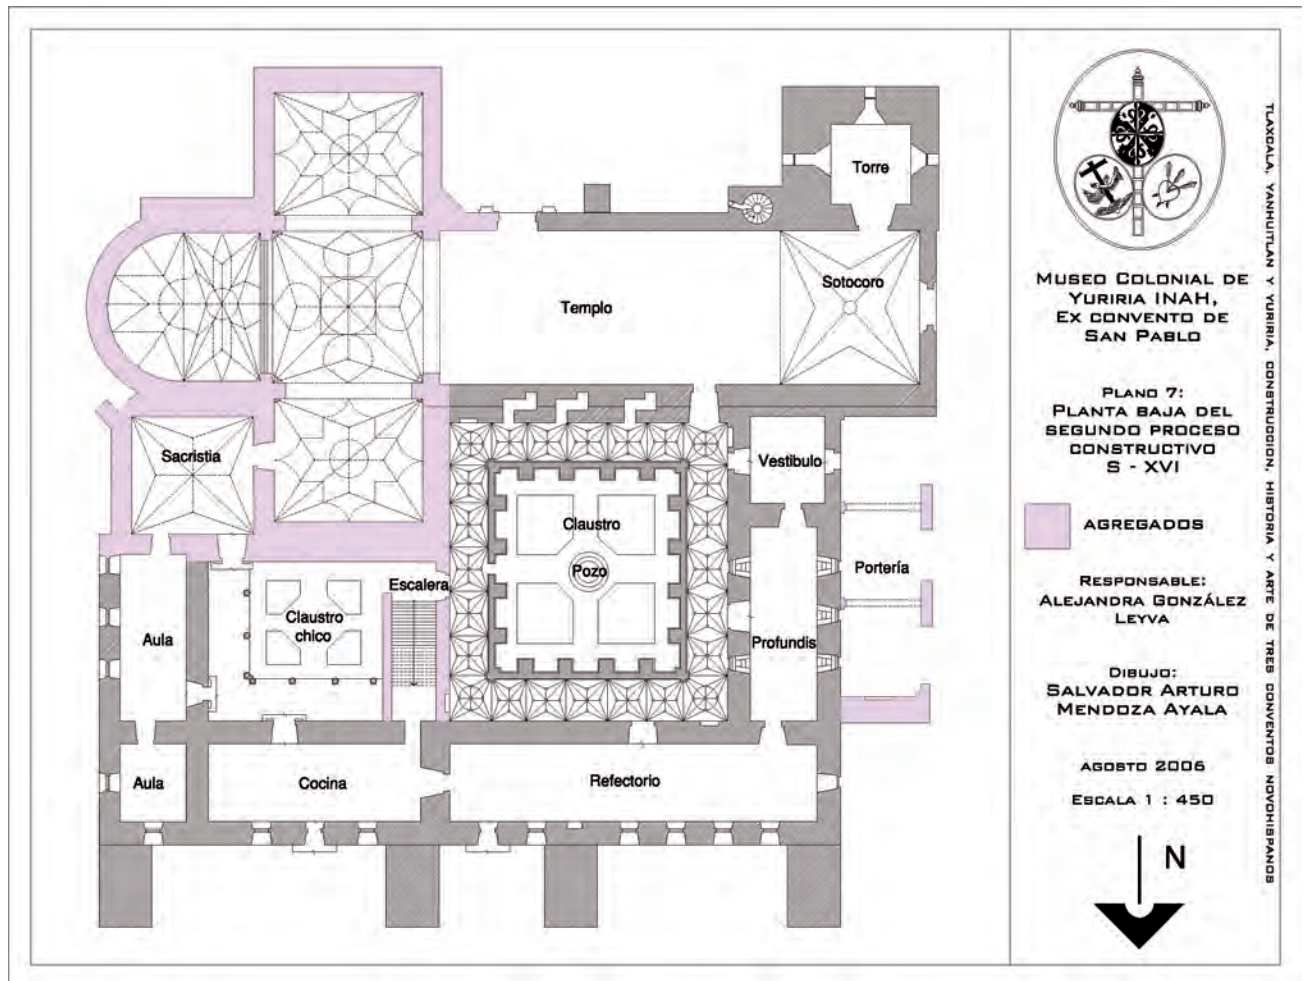 Torre
Sotocoro
Templo
Sacristia
Vestibulo
Claustro
Pozo
Portería
Escalera
Claustro
chico
Aula
Profundis
Aula
Cocina
Refectorio
MUSEO COLONIAL DE
YURIRIA INAH,
EX CONVENTO DE
SAN PABLO
PLANO 7:
PLANTA BAJA DEL
SEGUNDO PROCESO
CONSTRUCTIVO
S - XVI
AGREGADOS
RESPONSABLE:
ALEJANDRA GONZÁLEZ
LEYVA
DIBUJO:
SALVADOR ARTURO
MENDOZA AYALA
AGOSTO 2006
ESCALA 1 : 450
N
TLAXCALA, YANHUITLAN Y YURIRIA, CONSTRUCCION, HISTORIA Y ARTE DE TRES CONVENTOS NOVOHISPANOS